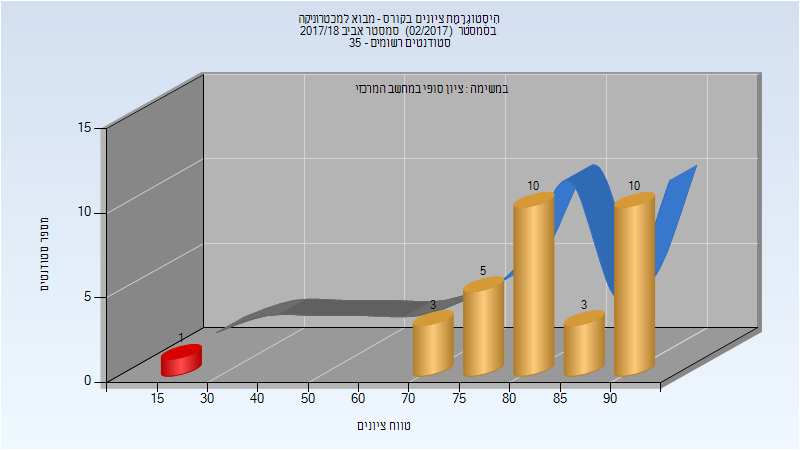 היסטוגרמת ציונים בקורס - מבוא למכטרוניקה
בסמסטר (02/2017) סמסטר אביב 2017/18
סטודנטים רשומים - 35
במשימה : ציון סופי במחשב המרכזי
מספר סטודנטים
15
10
5
0
1
3
5
10
3
10
15 30 40 50 60 70 75 80 85 90
טווח ציונים